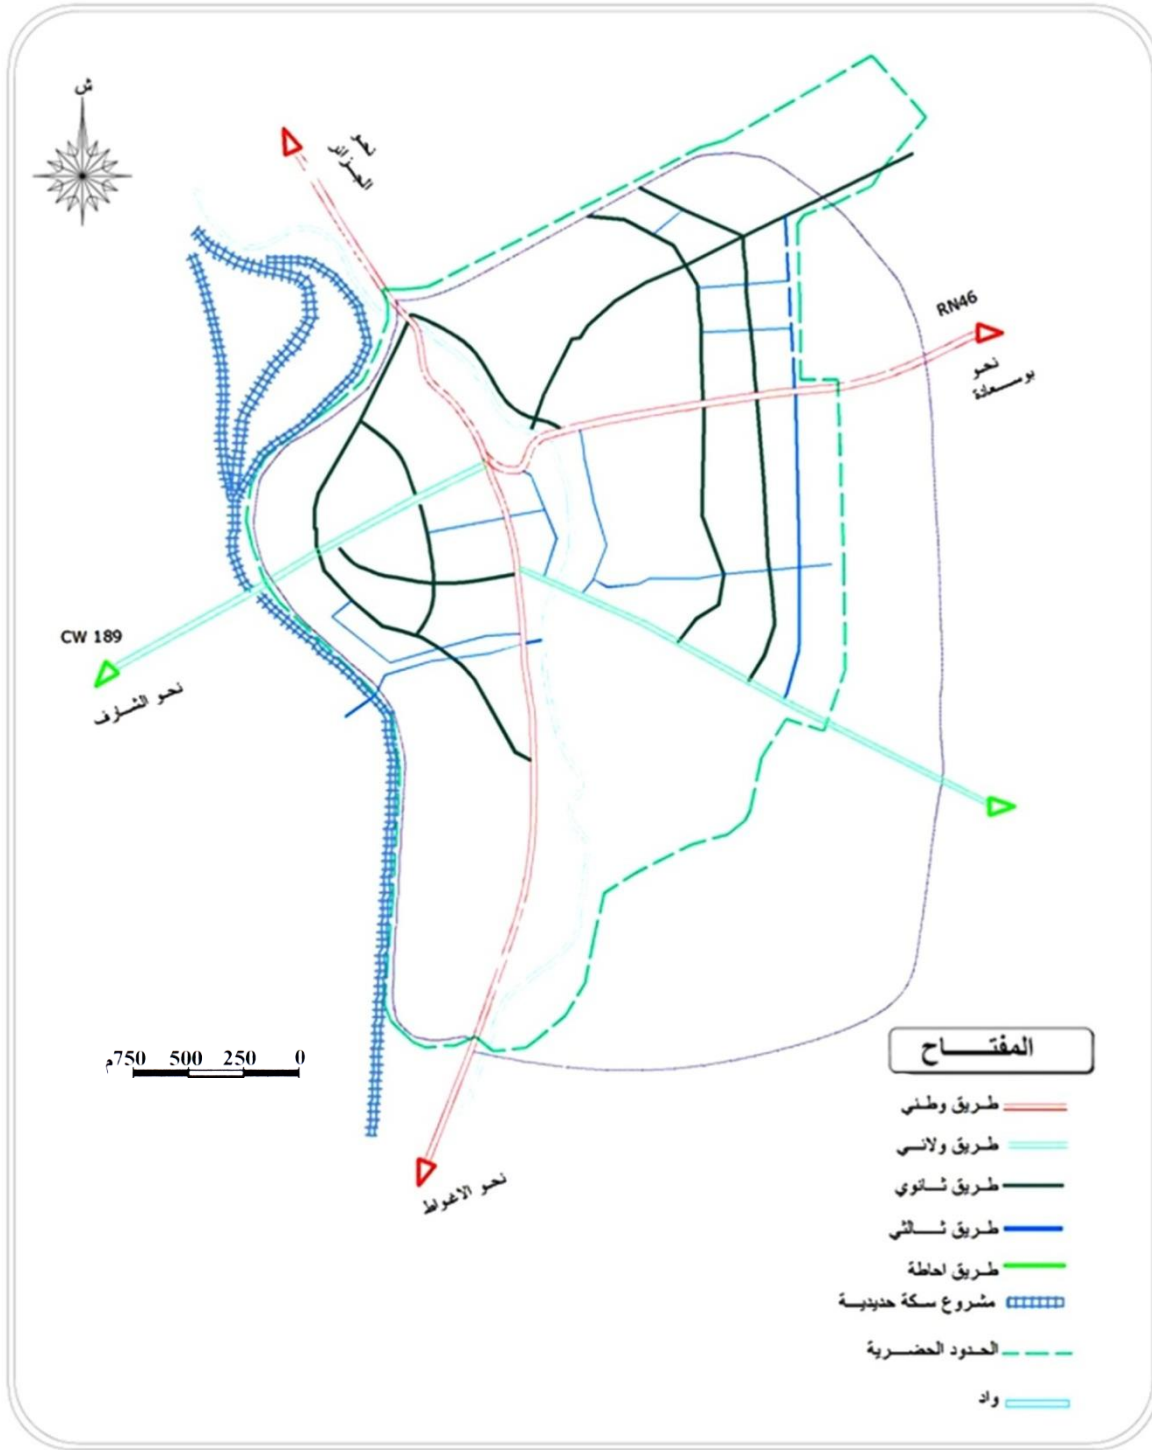 ش
نحو
الجزائر
RN46
نحو
بوسعادة
CW 189
نحو الشارف
م750 500 250 0
نحو الاغواط
المفتاح
طريق وطني
طريق ولائي
طريق ثانوي
طريق ثالثي
طريق احاطة
مشروع سكة حديدية
الحدود الحضرية
واد